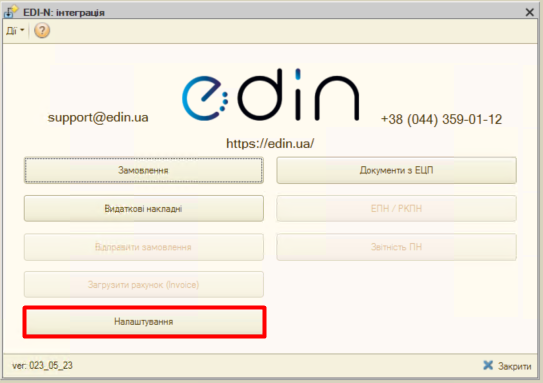 EDI-N: інтеграція
Дії
edin
support@edin.ua
+38 (044) 359-01-12
https://edin.ua/
Замовлення
Документи з ЕЦП
Видаткові накладні
ЕПН / РКПН
Відправити замовлення
Звітність ПН
Загрузити рахунок (Invoice)
Налаштування
ver: 023_05_23
Закрити